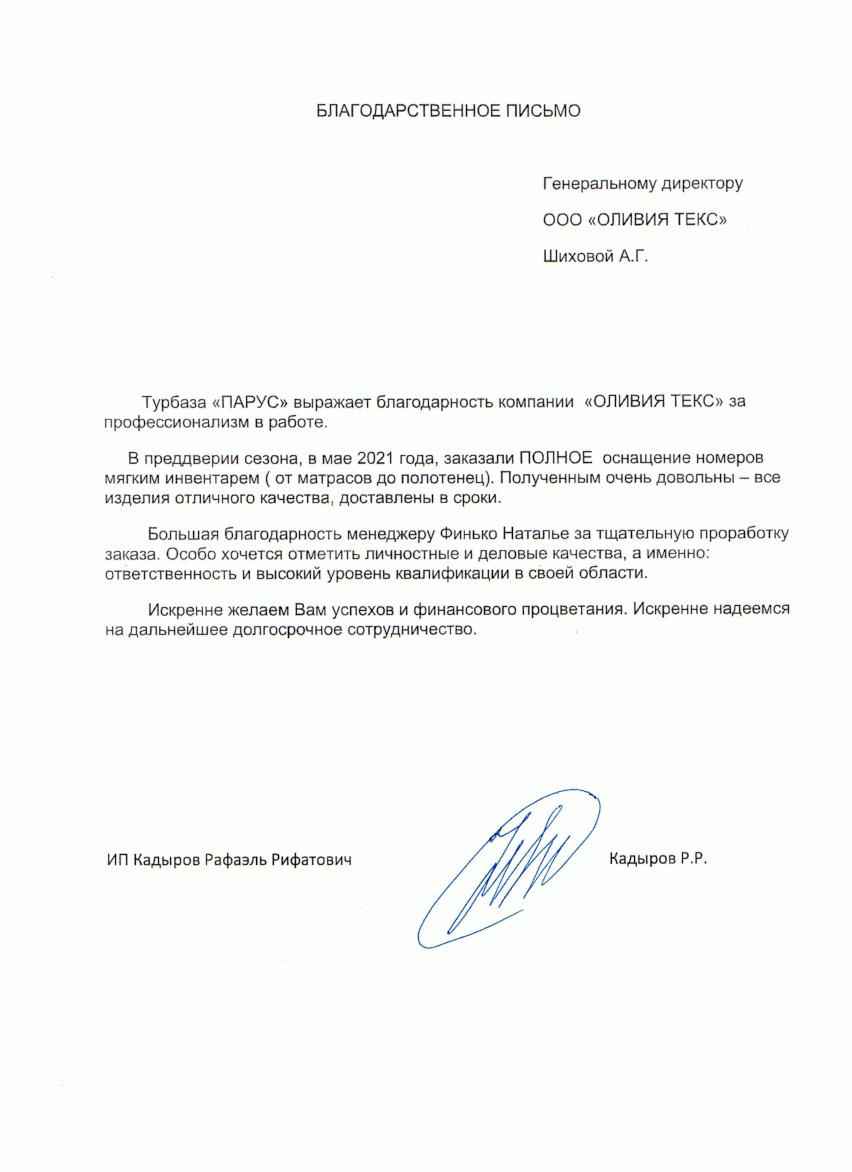 БЛАГОДАРСТВЕННОЕ ПИСЬМО
Генеральному директору
ООО «ОЛИВИЯ ТЕКС»
Шиховой А.Г.
Турбаза «ПАРУС» выражает благодарность компании «ОЛИВИЯ ТЕКС» за
профессионализм в работе.
В преддверии сезона, в мае 2021 года, заказали ПОЛНОЕ оснащение номеров
мягким инвентарем ( от матрасов до полотенец). Полученным очень довольны – все
изделия отличного качества, доставлены в сроки.
Большая благодарность менеджеру Финько Наталье за тщательную проработку
заказа. Особо хочется отметить личностные и деловые качества, а именно:
ответственность и высокий уровень квалификации в своей области.
Искренне желаем Вам успехов и финансового процветания. Искренне надеемся
на дальнейшее долгосрочное сотрудничество.
ИП Кадыров Рафаэль Рифатович Кадыров Р.Р.